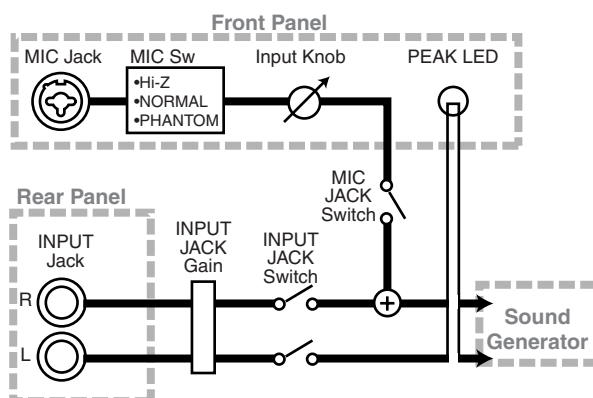 Front Panel
MIC Jack
MIC Sw
Input Knob
PEAK LED
•Hi-Z
•NORMAL
•PHANTOM
MIC
JACK
Switch
Rear Panel
INPUT
Jack
INPUT
JACK
Gain
INPUT
JACK
Switch
R
+
L
Sound
Generator